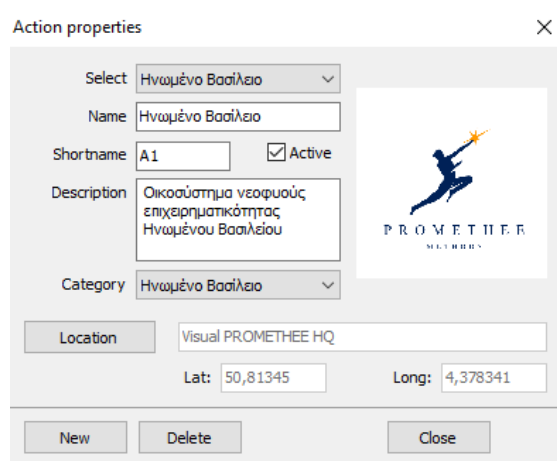 Action properties
Select Ηνωμένο Βασίλειο
Name Ηνωμένο Βασίλειο
Shortname A1 Active
Description Οικοσύστημα νεοφυούς
επιχειρηματικότητας
Ηνωμένου Βασιλείου
PROMETHEE
METHODS
Category Ηνωμένο Βασίλειο
Location Visual PROMETHEE HQ
Lat: 50,81345 Long: 4,378341
New Delete Close